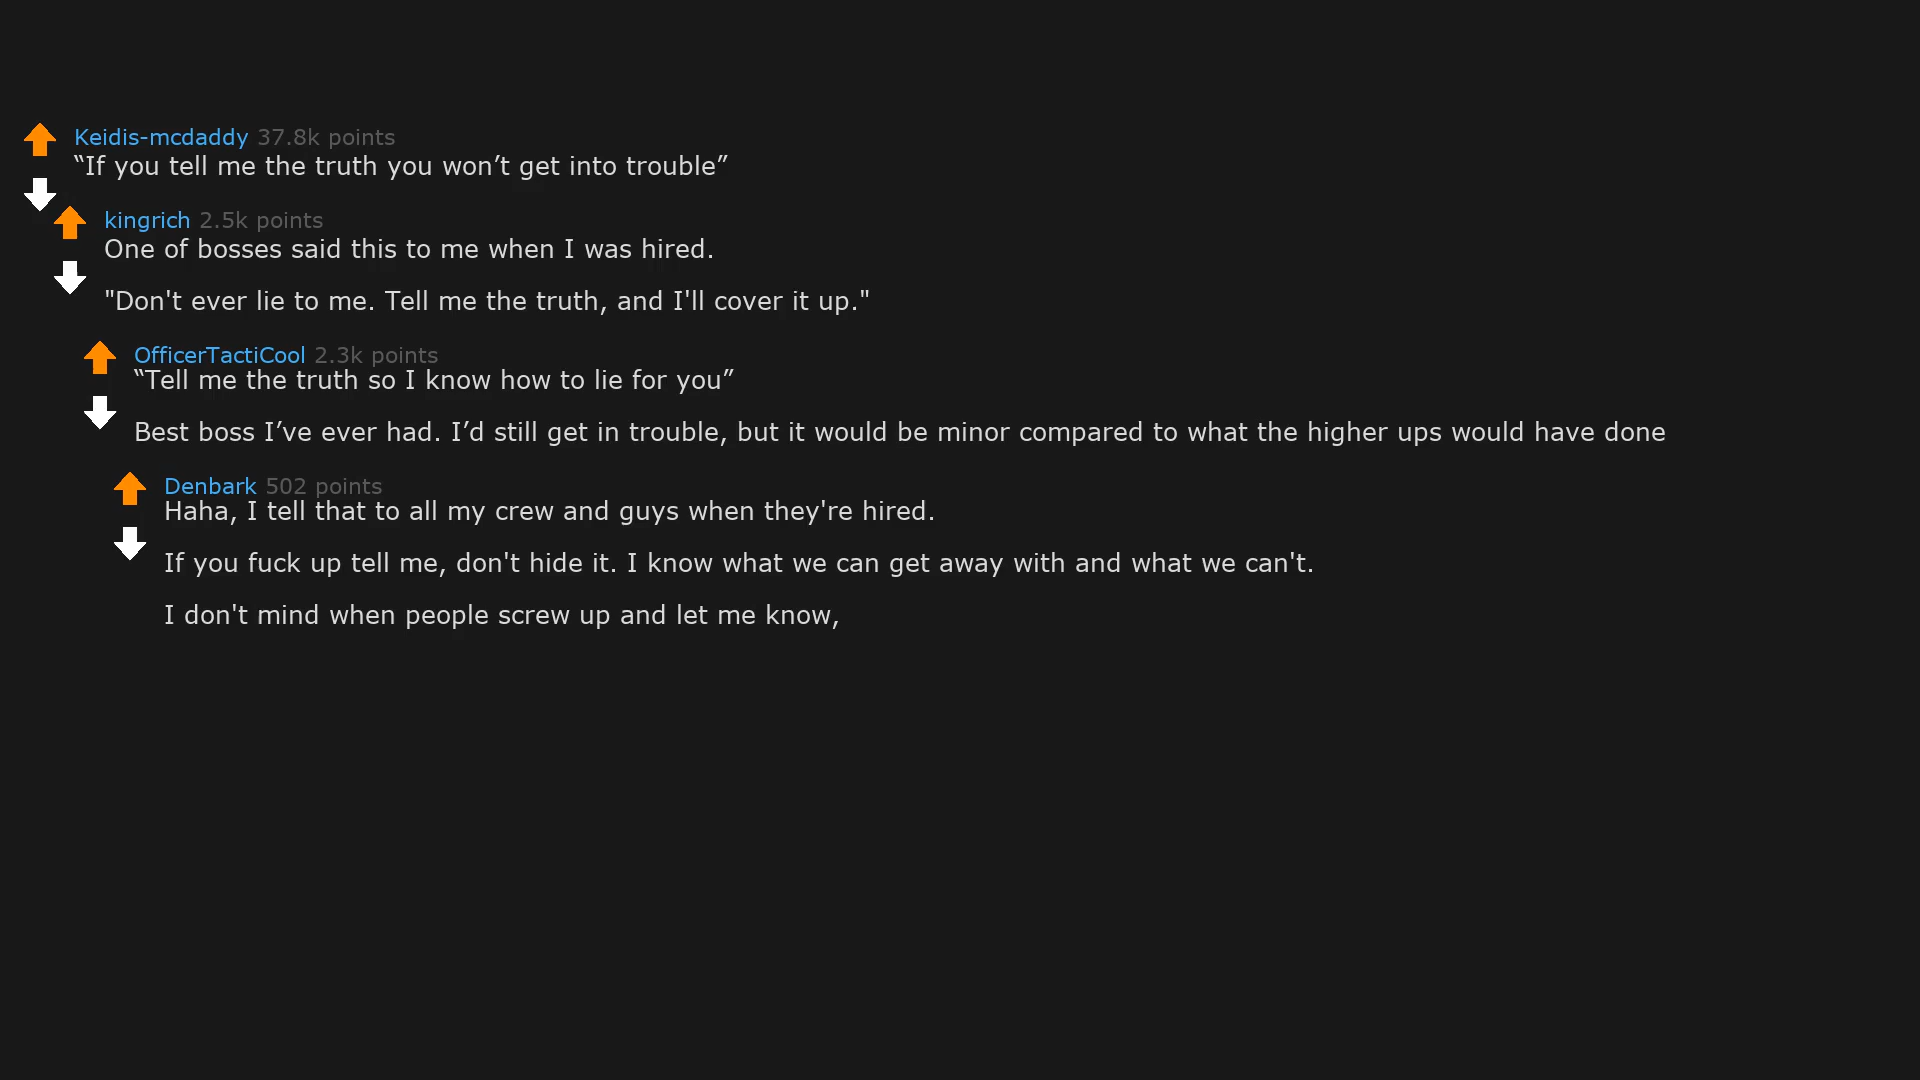 Keidis-mcdaddy 37.8k points
“If you tell me the truth you won’t get into trouble”
kingrich 2.5k points
One of bosses said this to me when I was hired.
"Don't ever lie to me. Tell me the truth, and I'll cover it up."
OfficerTactiCool 2.3k points
“Tell me the truth so I know how to lie for you”
Best boss I’ve ever had. I’d still get in trouble, but it would be minor compared to what the higher ups would have done
Denbark 502 points
Haha, I tell that to all my crew and guys when they're hired.
If you fuck up tell me, don't hide it. I know what we can get away with and what we can't.
I don't mind when people screw up and let me know,